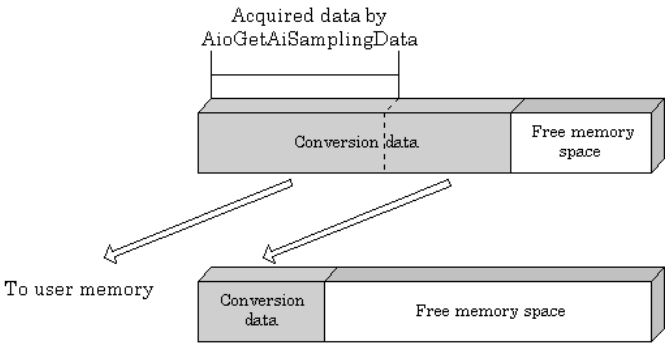 Acquired data by
AioGetAiSamplingData
Conversion data
Free memory
space
To user memory
Conversion
data
Free memory space